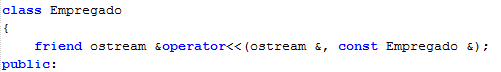 class Empregado
{
friend ostream &operator<<(ostream &, const Empregado &);
public: